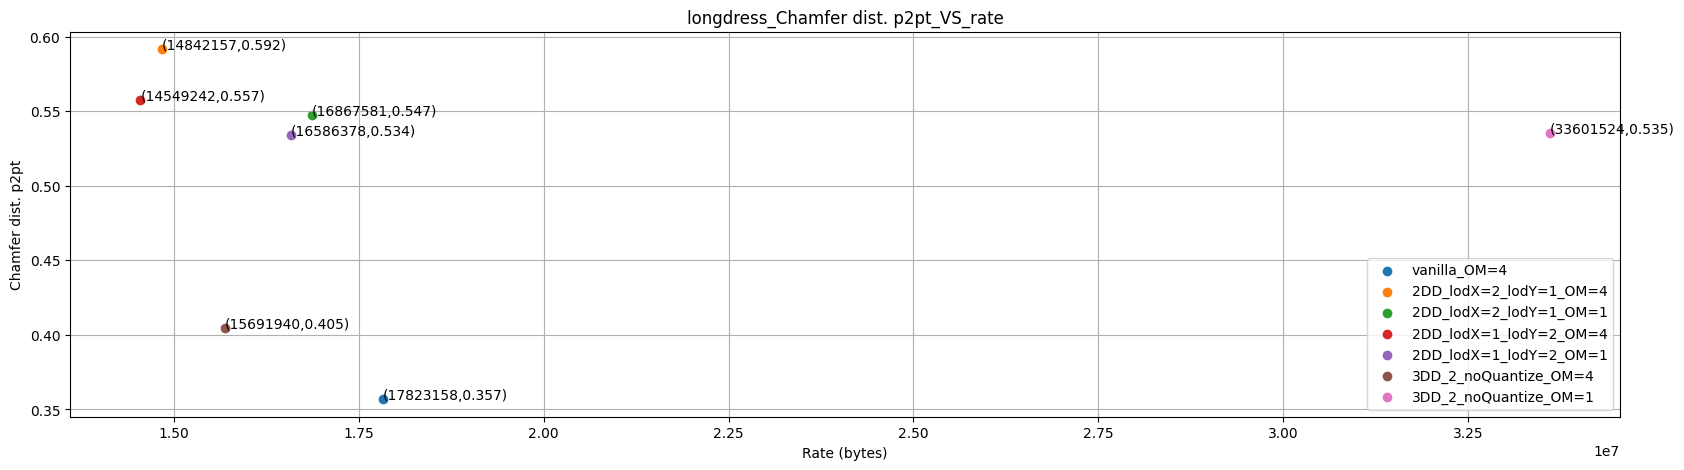 longdress_Chamfer dist. p2pt_VS_rate
Chamfer dist. p2pt
0.60
0.55
0.50
0.45
0.40
0.35
(14842157,0.592)
(14549242,0.557)
(16867581,0.547)
(16586378,0.534)
(33601524,0.535)
(15691940,0.405)
(17823158,0.357)
vanilla_OM=4
2DD_lodX=2_lodY=1_OM=4
2DD_lodX=2_lodY=1_OM=1
2DD_lodX=1_lodY=2_OM=4
2DD_lodX=1_lodY=2_OM=1
3DD_2_noQuantize_OM=4
3DD_2_noQuantize_OM=1
1.50 1.75 2.00 2.25 2.50 2.75 3.00 3.25
1e7
Rate (bytes)